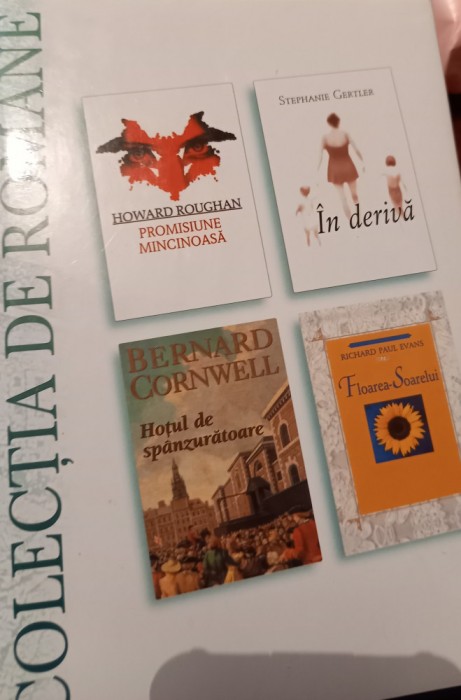 COLECȚIA DE ROMANE
HOWARD ROUGHAN
PROMISIUNE
MINCINOASĂ
STEPHANIE GERTLER
În derivă
BERNARD
CORNWELL
Hoțul de
spânzurătoare
RICHARD PAUL EVANS
Floarea-Soarelui